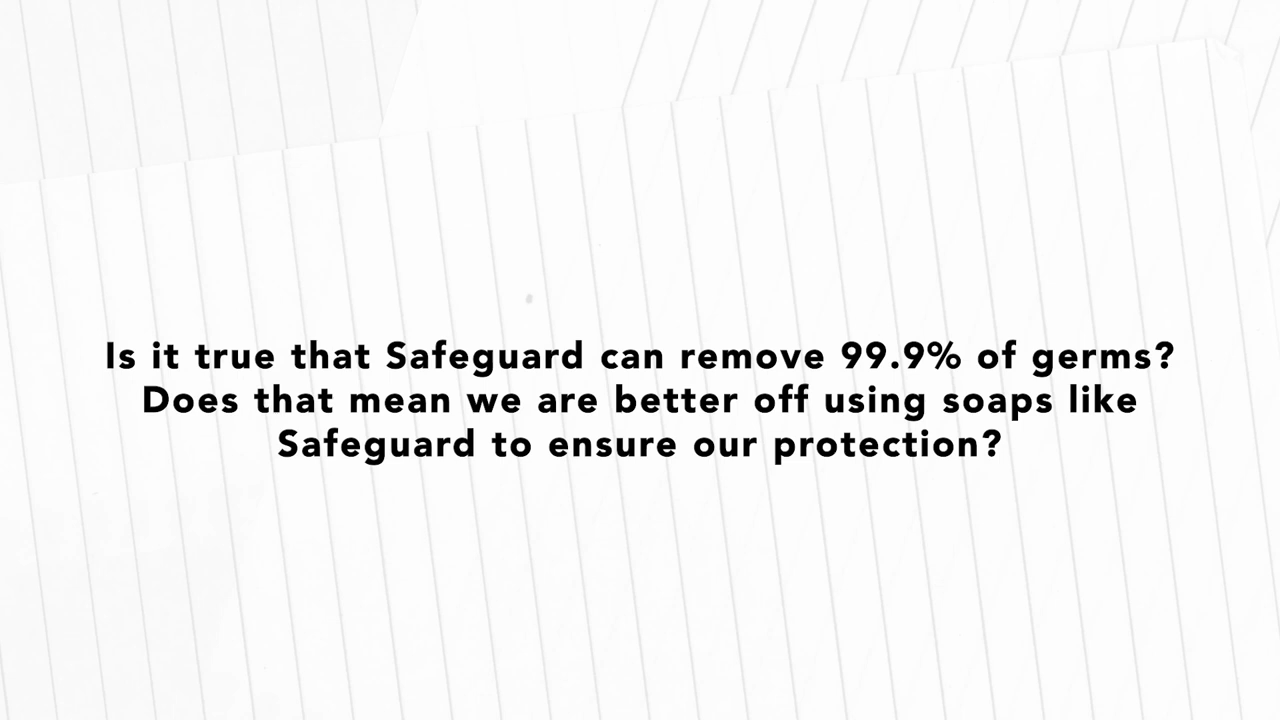 Is it true that Safeguard can remove 99.9% of germs?
Does that mean we are better off using soaps like
Safeguard to ensure our protection?